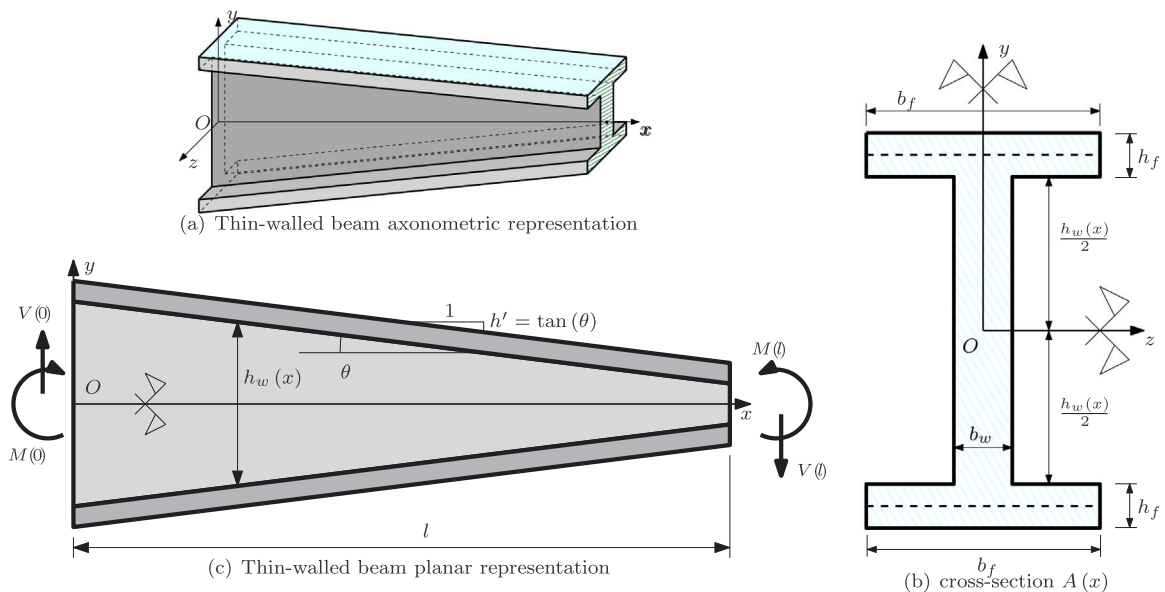 y
O
z
x
(a) Thin-walled beam axonometric representation
y
V(0)
M(0)
O
h_w(x)
θ
1
h′ = tan(θ)
M(l)
x
V(l)
l
(c) Thin-walled beam planar representation
y
b_f
h_f
h_w(x)/2
O
z
b_w
h_w(x)/2
h_f
b_f
(b) cross-section A(x)